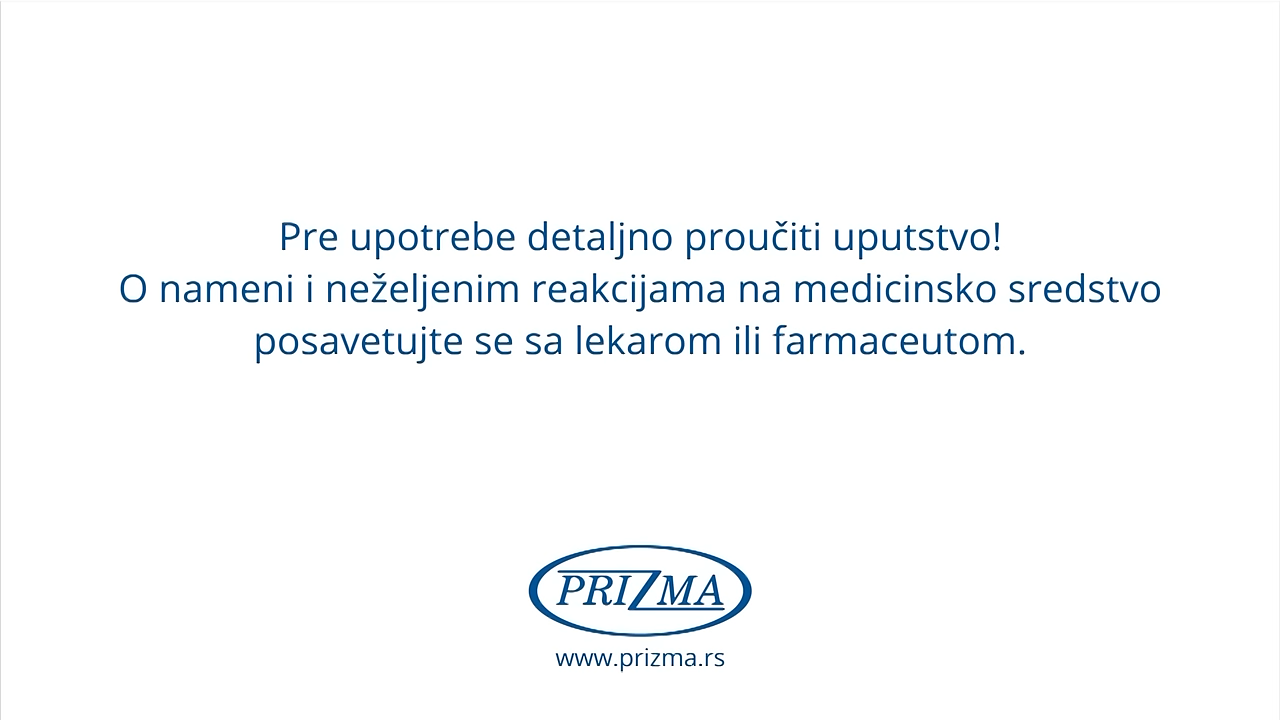 Pre upotrebe detaljno proučiti uputstvo!
O nameni i neželjenim reakcijama na medicinsko sredstvo
posavetujte se sa lekarom ili farmaceutom.
PRIZMA
www.prizma.rs